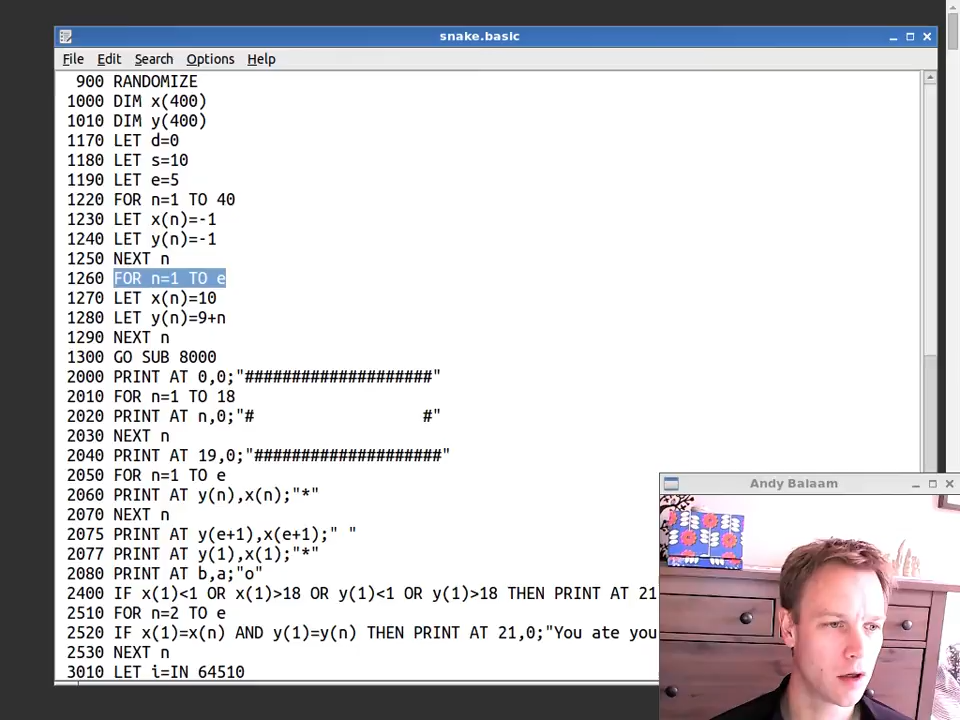 snake.basic
File Edit Search Options Help
900 RANDOMIZE
1000 DIM x(400)
1010 DIM y(400)
1170 LET d=0
1180 LET s=10
1190 LET e=5
1220 FOR n=1 TO 40
1230 LET x(n)=-1
1240 LET y(n)=-1
1250 NEXT n
1260 FOR n=1 TO e
1270 LET x(n)=10
1280 LET y(n)=9+n
1290 NEXT n
1300 GO SUB 8000
2000 PRINT AT 0,0;"####################"
2010 FOR n=1 TO 18
2020 PRINT AT n,0;"#                  #"
2030 NEXT n
2040 PRINT AT 19,0;"####################"
2050 FOR n=1 TO e
2060 PRINT AT y(n),x(n);"*"
2070 NEXT n
2075 PRINT AT y(e+1),x(e+1);" "
2077 PRINT AT y(1),x(1);"*"
2080 PRINT AT b,a;"o"
2400 IF x(1)<1 OR x(1)>18 OR y(1)<1 OR y(1)>18 THEN PRINT AT 21
2510 FOR n=2 TO e
2520 IF x(1)=x(n) AND y(1)=y(n) THEN PRINT AT 21,0;"You ate you
2530 NEXT n
3010 LET i=IN 64510
Andy Balaam